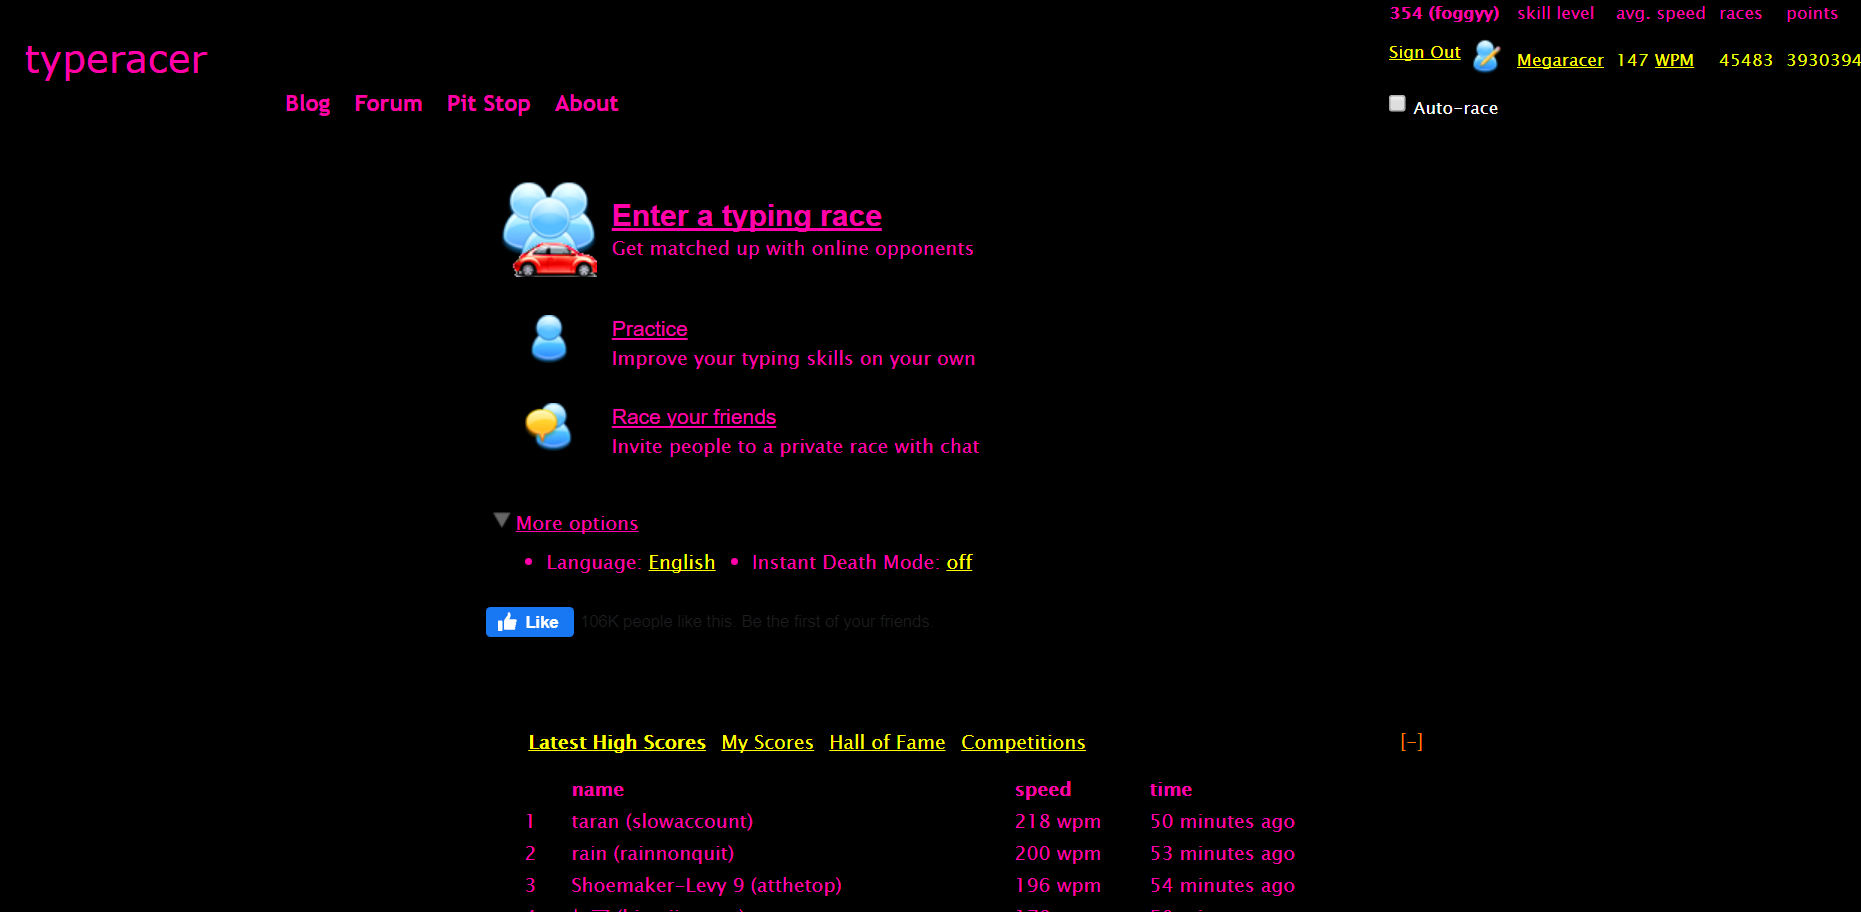 354 (foggyy) skill level avg. speed races points
typeracer
Sign Out Megaracer 147 WPM 45483 3930394
Blog Forum Pit Stop About
Auto-race
Enter a typing race
Get matched up with online opponents
Practice
Improve your typing skills on your own
Race your friends
Invite people to a private race with chat
More options
• Language: English • Instant Death Mode: off
Like 106K people like this. Be the first of your friends.
Latest High Scores My Scores Hall of Fame Competitions [-]
name speed time
1 taran (slowaccount) 218 wpm 50 minutes ago
2 rain (rainnonquit) 200 wpm 53 minutes ago
3 Shoemaker-Levy 9 (atthetop) 196 wpm 54 minutes ago